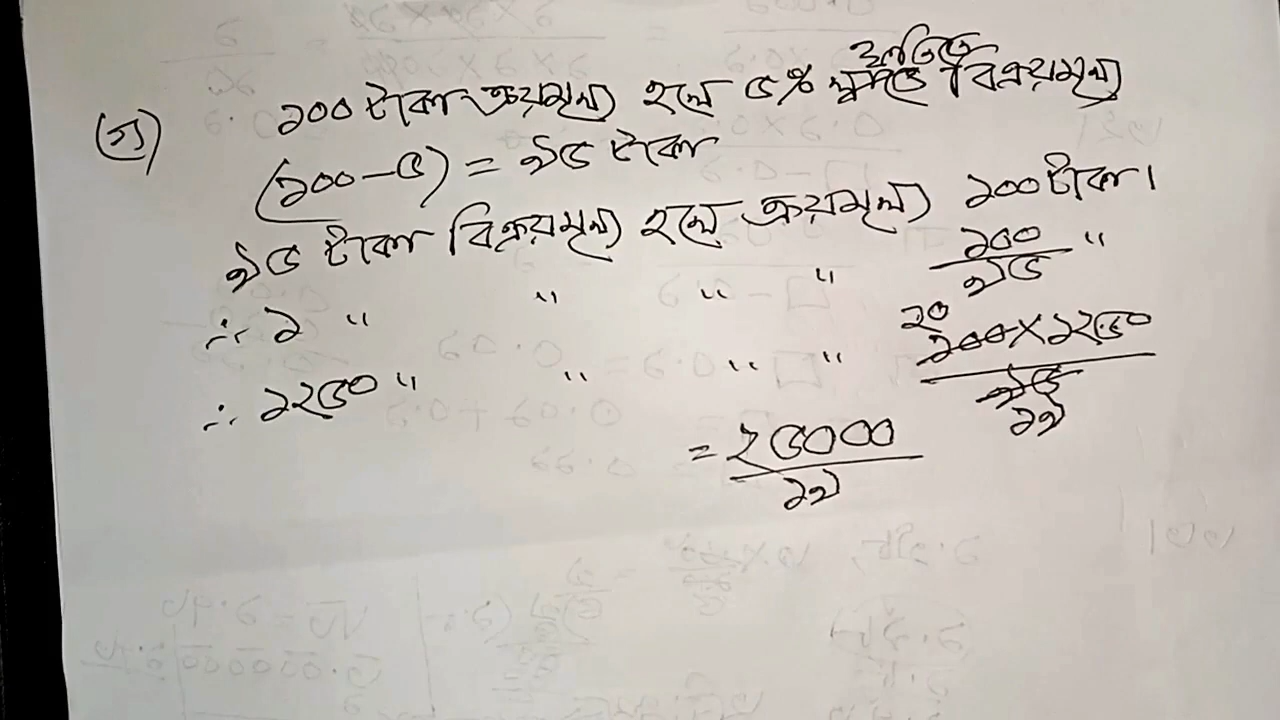 (গ) ১০০ টাকা ক্রয়মূল্য হলে ৫% ক্ষতিতে বিক্রয়মূল্য
(১০০ - ৫) = ৯৫ টাকা
৯৫ টাকা বিক্রয়মূল্য হলে ক্রয়মূল্য ১০০ টাকা।
∴ ১ " " " " ১০০/৯৫ "
∴ ১২৫০ " " " " ২০ ১০০×১২৫০/৯৫ ১৯
= ২৫০০০/১৯